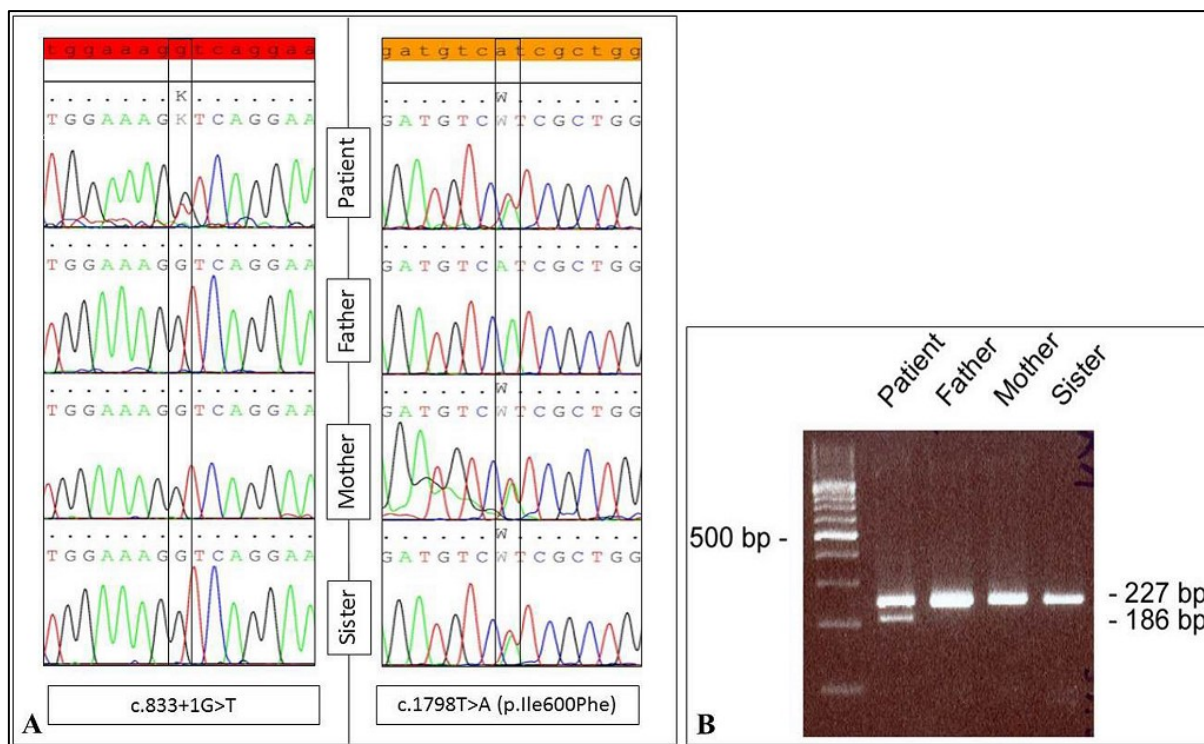 tggaaaggtcaggaa
K
TGGAAAGKTCAGGAA
Patient
TGGAAAGGTCAGGAA
Father
TGGAAAGGTCAGGAA
Mother
TGGAAAGGTCAGGAA
Sister
c.833+1G>T
A
gatgtcatcgctgg
W
GATGTCWTCGCTGG
GATGTCATCGCTGG
W
GATGTCWTCGCTGG
W
GATGTCWTCGCTGG
c.1798T>A (p.Ile600Phe)
Patient
Father
Mother
Sister
500 bp -
- 227 bp
- 186 bp
B